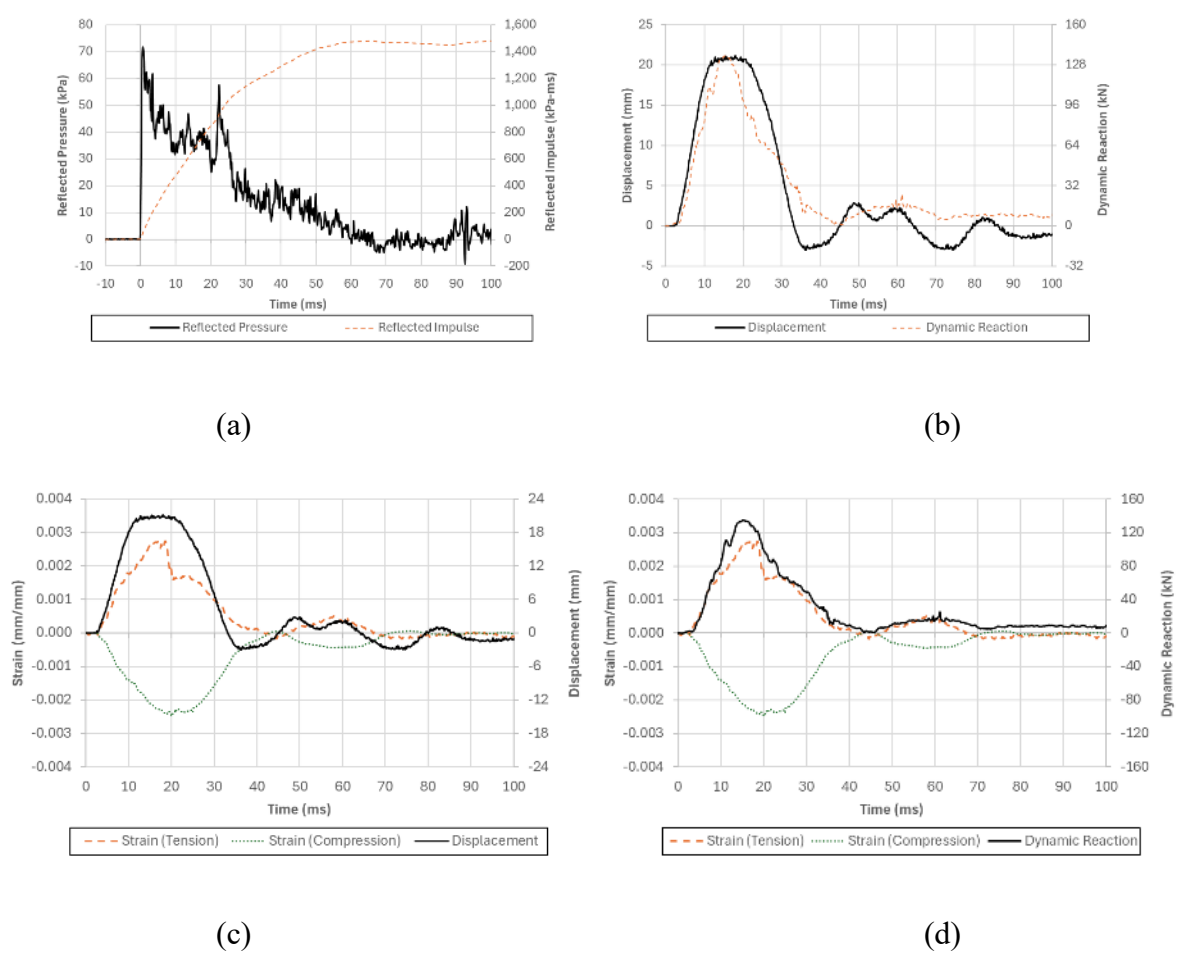 80
70
60
50
40
30
20
10
0
-10
Reflected Pressure (kPa)
1,600
1,400
1,200
1,000
800
600
400
200
0
-200
Reflected Impulse (kPa-ms)
-10 0 10 20 30 40 50 60 70 80 90 100
Time (ms)
Reflected Pressure Reflected Impulse
(a)
25
20
15
10
5
0
-5
Displacement (mm)
160
128
96
64
32
0
-32
Dynamic Reaction (kN)
0 10 20 30 40 50 60 70 80 90 100
Time (ms)
Displacement Dynamic Reaction
(b)
0.004
0.003
0.002
0.001
0.000
-0.001
-0.002
-0.003
-0.004
Strain (mm/mm)
24
18
12
6
0
-6
-12
-18
-24
Displacement (mm)
0 10 20 30 40 50 60 70 80 90 100
Time (ms)
Strain (Tension) Strain (Compression) Displacement
(c)
0.004
0.003
0.002
0.001
0.000
-0.001
-0.002
-0.003
-0.004
Strain (mm/mm)
160
120
80
40
0
-40
-80
-120
-160
Dynamic Reaction (kN)
0 10 20 30 40 50 60 70 80 90 100
Time (ms)
Strain (Tension) Strain (Compression) Dynamic Reaction
(d)